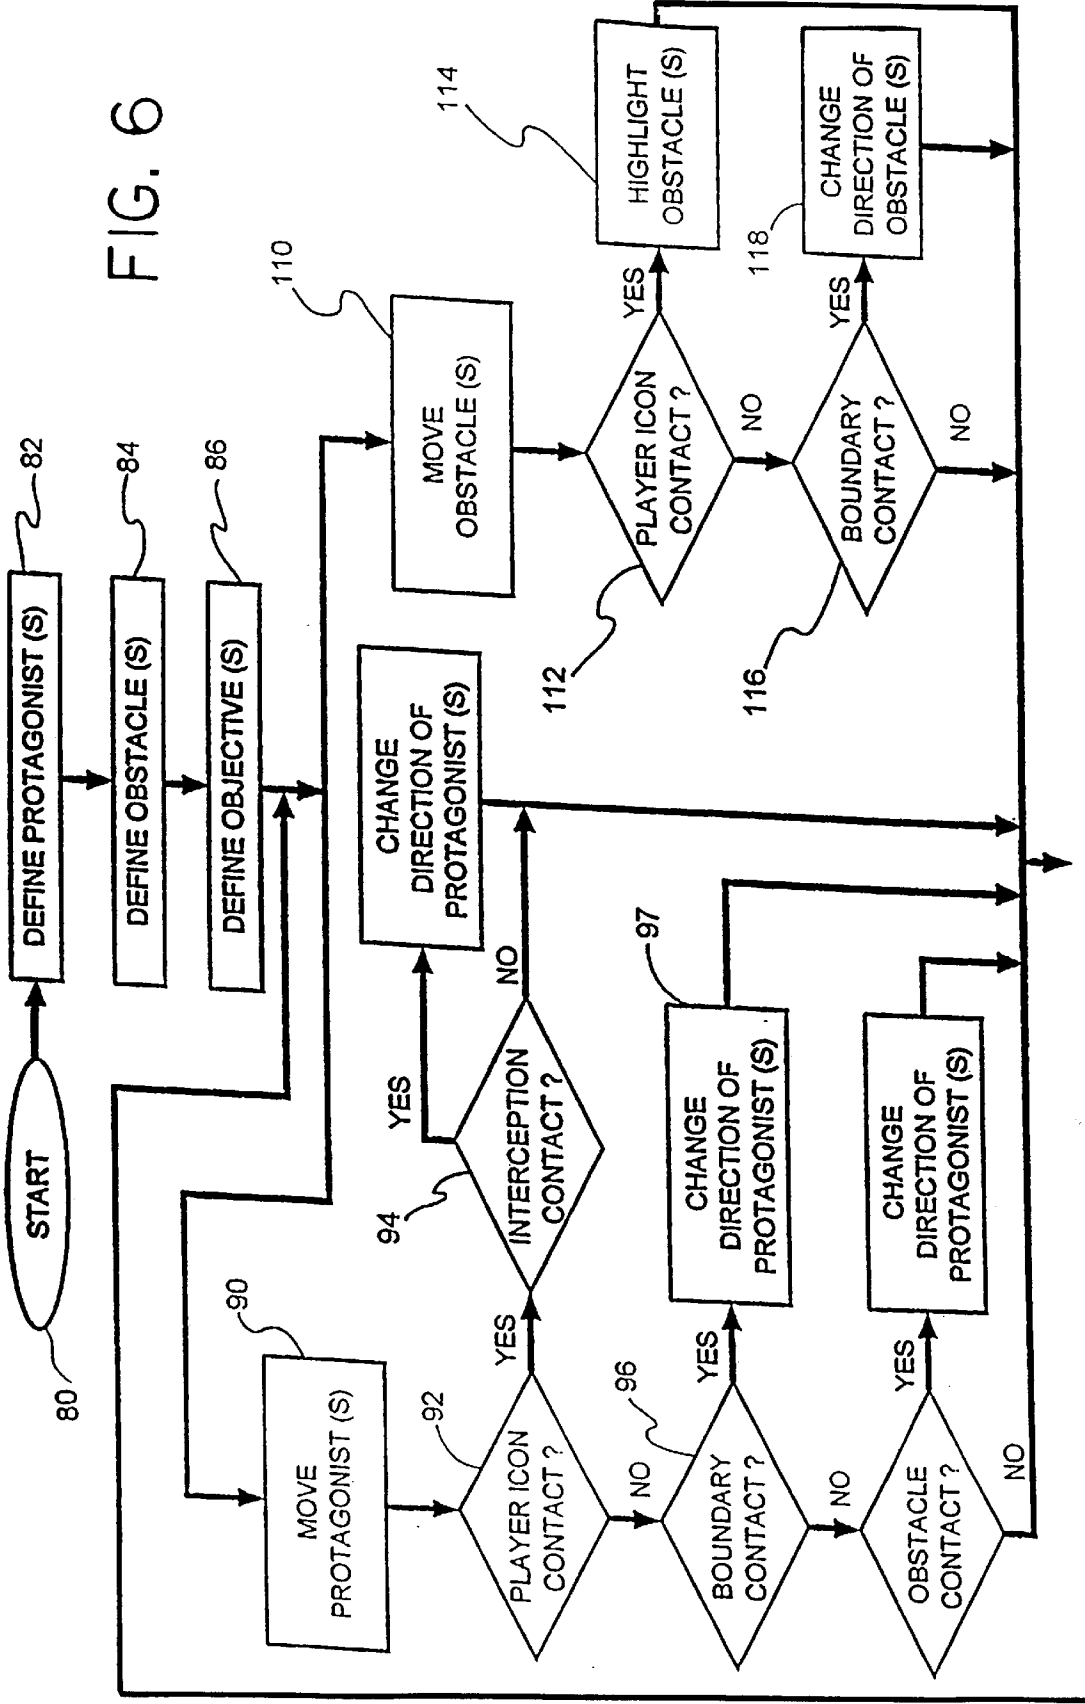 FIG. 6
START
80
DEFINE PROTAGONIST (S)
82
DEFINE OBSTACLE (S)
84
DEFINE OBJECTIVE (S)
86
90
MOVE
PROTAGONIST (S)
92
PLAYER ICON
CONTACT ?
YES
NO
94
INTERCEPTION
CONTACT ?
YES
NO
CHANGE
DIRECTION OF
PROTAGONIST (S)
96
BOUNDARY
CONTACT ?
YES
NO
97
CHANGE
DIRECTION OF
PROTAGONIST (S)
OBSTACLE
CONTACT ?
YES
NO
CHANGE
DIRECTION OF
PROTAGONIST (S)
110
MOVE
OBSTACLE (S)
112
PLAYER ICON
CONTACT ?
YES
NO
114
HIGHLIGHT
OBSTACLE (S)
116
BOUNDARY
CONTACT ?
YES
NO
118
CHANGE
DIRECTION OF
OBSTACLE (S)